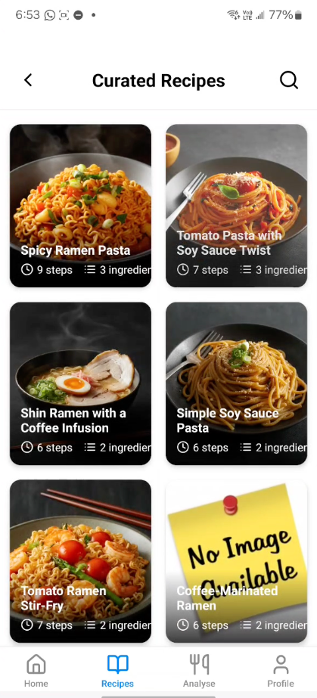 6:53
77%
Curated Recipes
Spicy Ramen Pasta
9 steps 3 ingredier
Tomato Pasta with
Soy Sauce Twist
7 steps 3 ingredier
Shin Ramen with a
Coffee Infusion
6 steps 2 ingredier
Simple Soy Sauce
Pasta
6 steps 2 ingredier
Tomato Ramen
Stir-Fry
7 steps 2 ingredier
No Image
Available
Coffee-Marinated
Ramen
6 steps 2 ingredier
Home Recipes Analyse Profile